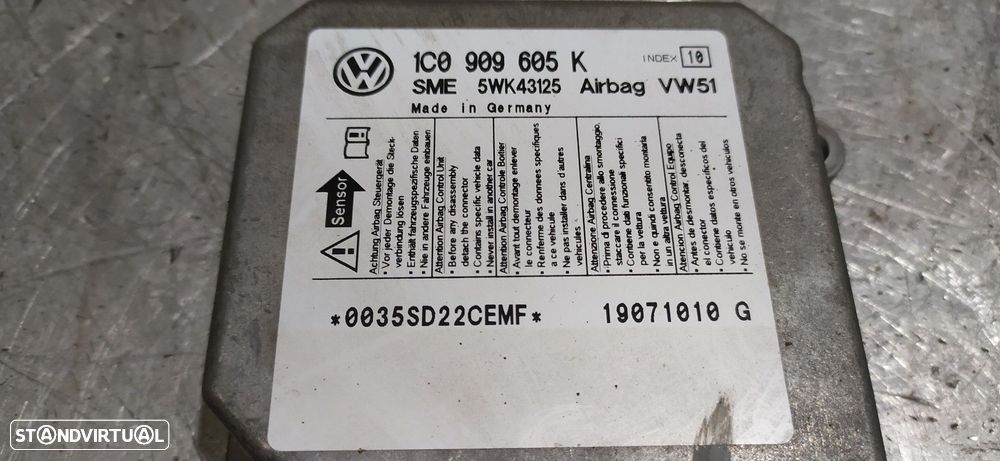 1C0 909 605 K INDEX 10
SME 5WK43125 Airbag VW51
Made in Germany
Sensor
Achtung Airbag Steuergerät
• Vor jeder Demontage die Steck-
verbindung lösen
• Enthält fahrzeugspezifische Daten
• Nie in andere Fahrzeuge einbauen
Attention Airbag Control Unit
• Before any disassembly
detach the connector
• Contains specific vehicle data
• Never install in another car
Attention Airbag Controle Boitier
• Avant tout demontage enlever
le connecteur
• Renferme des donnees specifiques
a ce vehicule
• Ne pas installer dans d'autres
vehicules
Attenzione Airbag Centralina
• Prima di procedere allo smontaggio,
staccare il connessione
• Contiene i dati funzionali specifici
per la vettura
• Non e quindi consentito montarla
in un altra vettura
Atencion Airbag Control Equipo
• Antes de desmontar, desconecta
el conector
• Contiene datos especificos del
vehiculo
• No se monte en otros vehiculos
*0035SD22CEMF* 19071010 G
STANDVIRTUAL